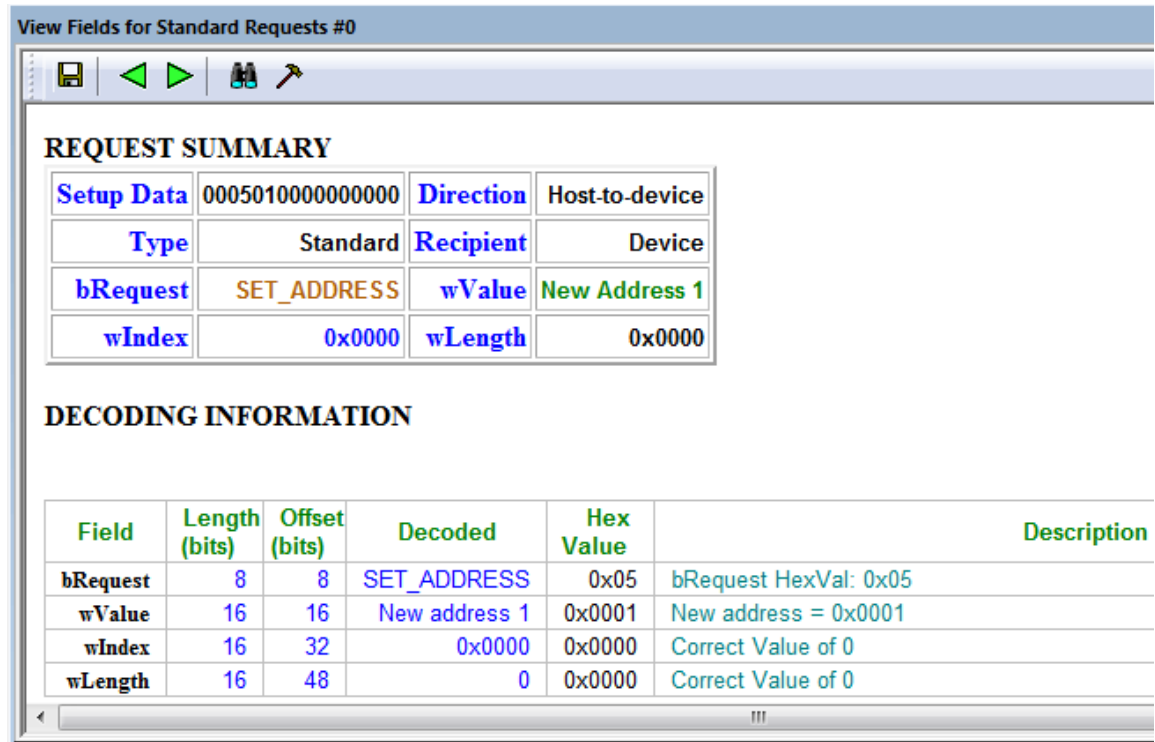 View Fields for Standard Requests #0
REQUEST SUMMARY
Setup Data 0005010000000000 Direction Host-to-device
Type Standard Recipient Device
bRequest SET_ADDRESS wValue New Address 1
wIndex 0x0000 wLength 0x0000
DECODING INFORMATION
Field Length (bits) Offset (bits) Decoded Hex Value Description
bRequest 8 8 SET_ADDRESS 0x05 bRequest HexVal: 0x05
wValue 16 16 New address 1 0x0001 New address = 0x0001
wIndex 16 32 0x0000 0x0000 Correct Value of 0
wLength 16 48 0 0x0000 Correct Value of 0